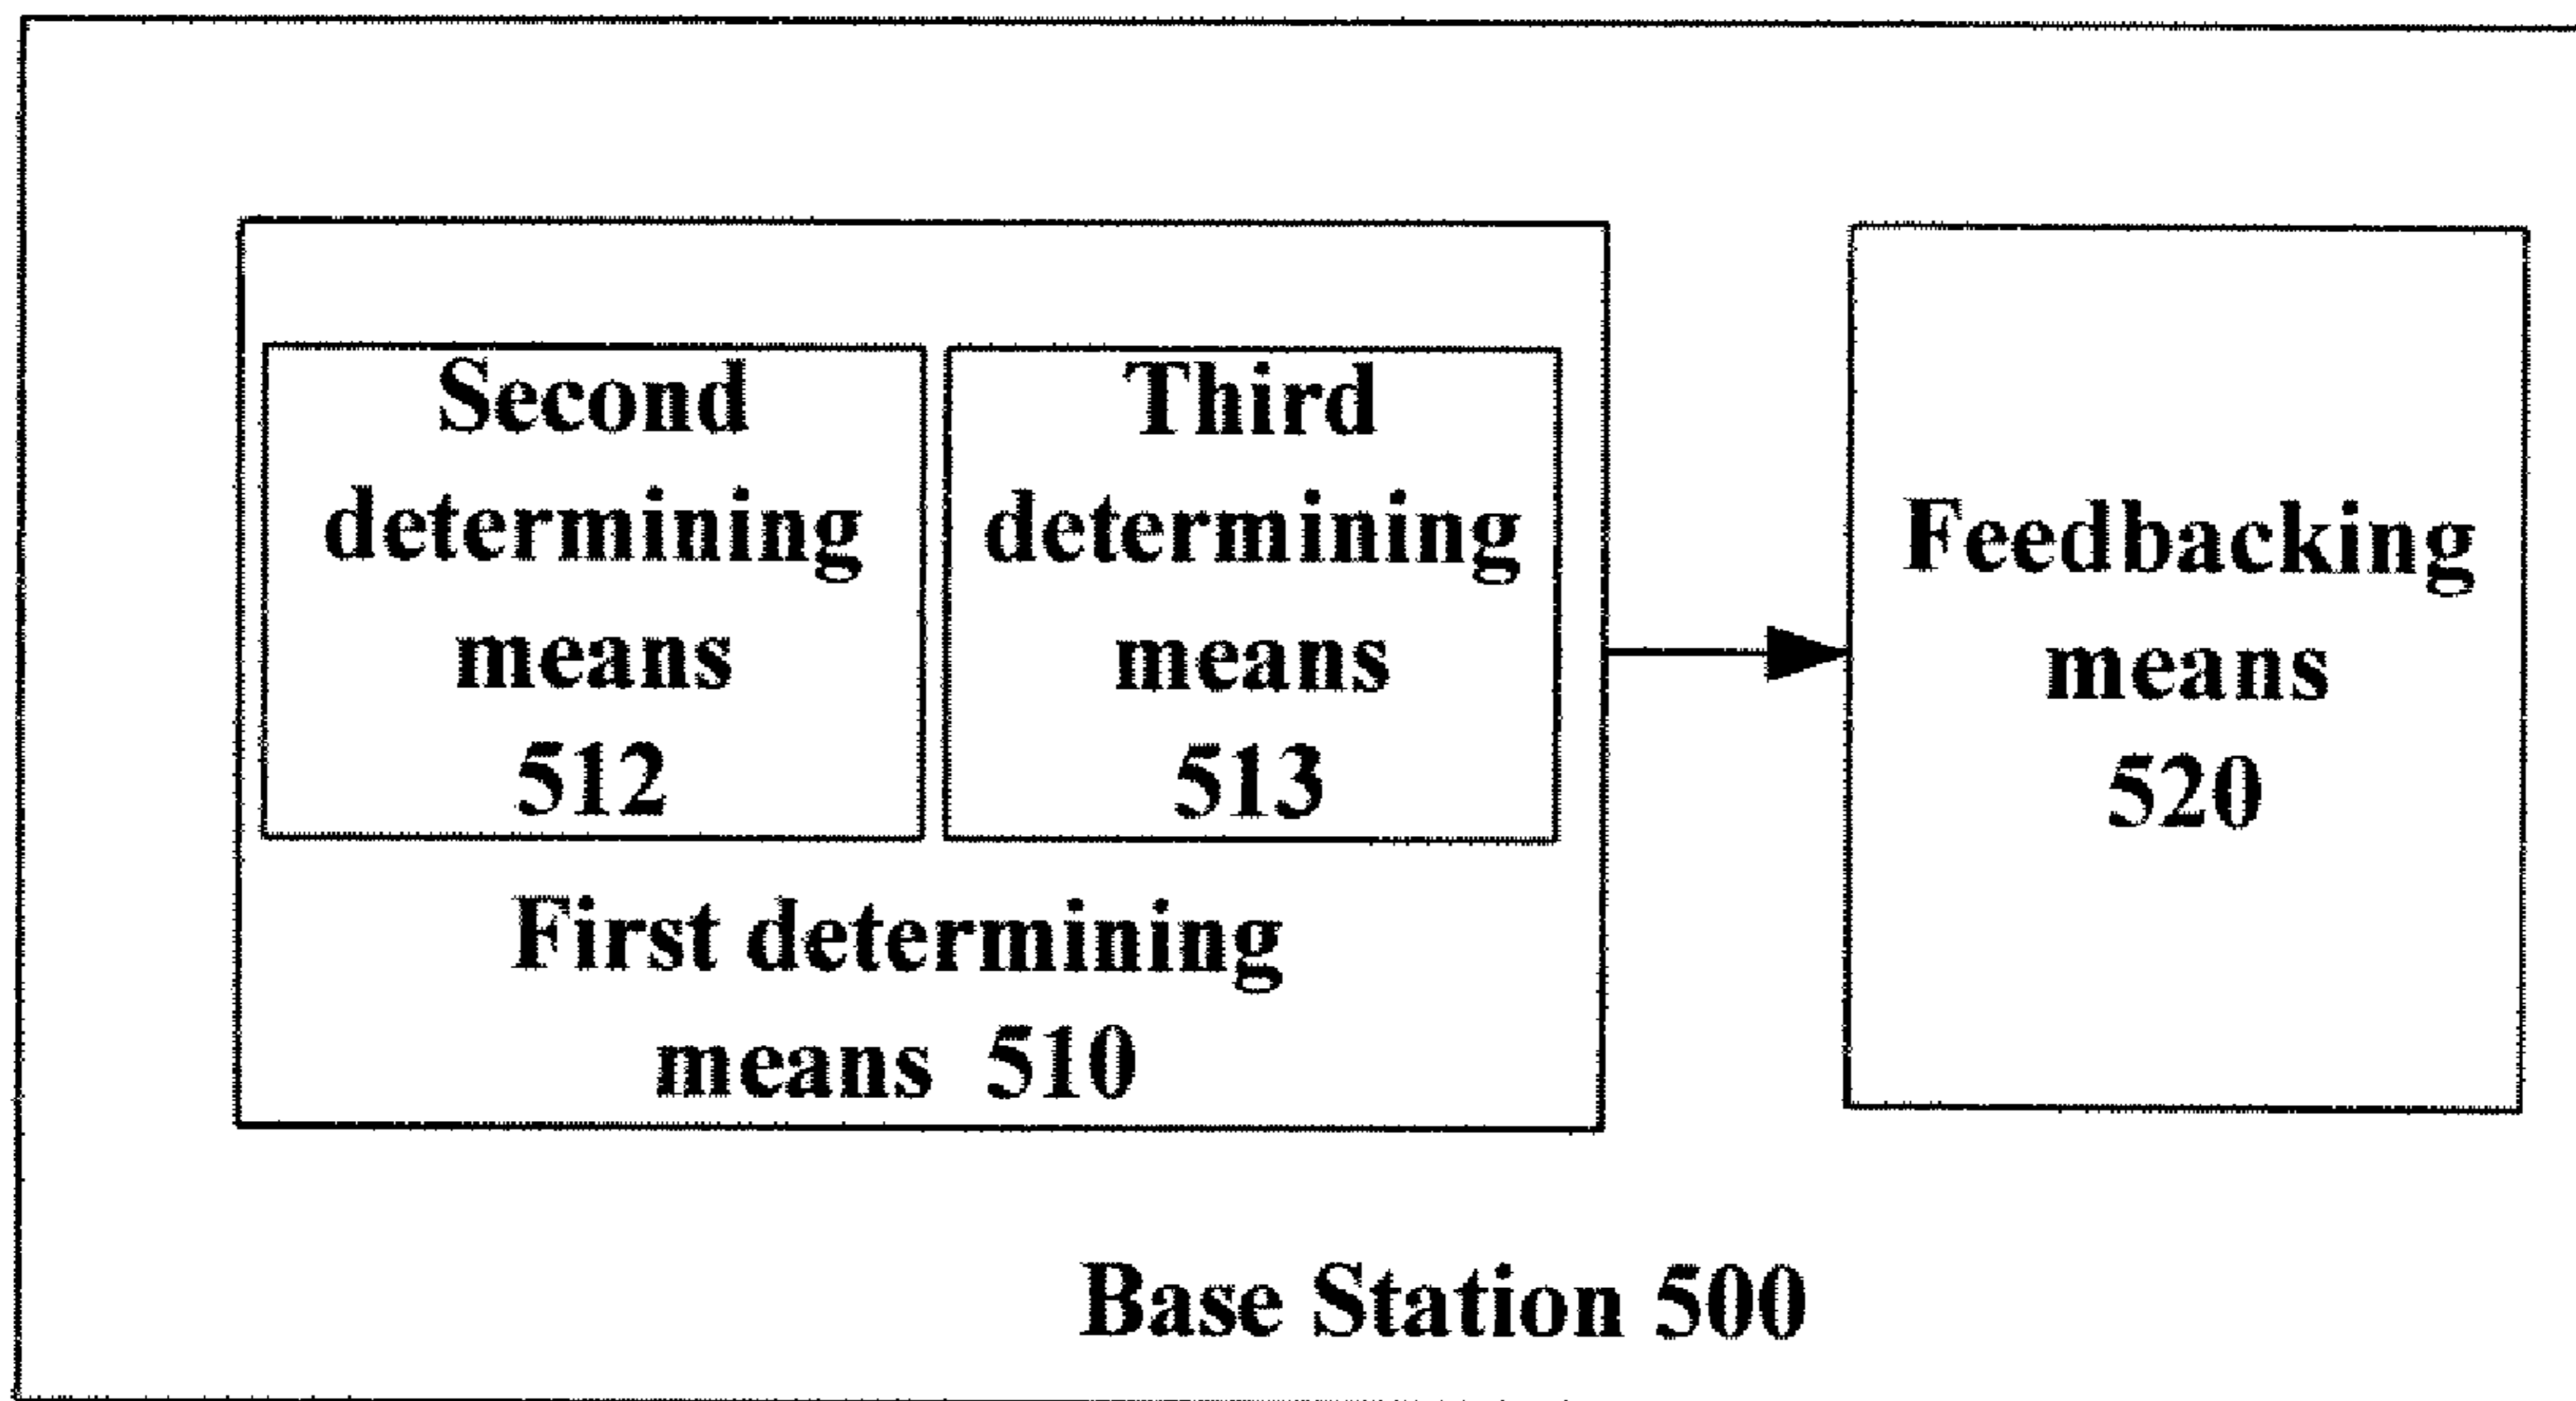 Second
determining
means
512
Third
determining
means
513
First determining
means 510
Feedbacking
means
520
Base Station 500